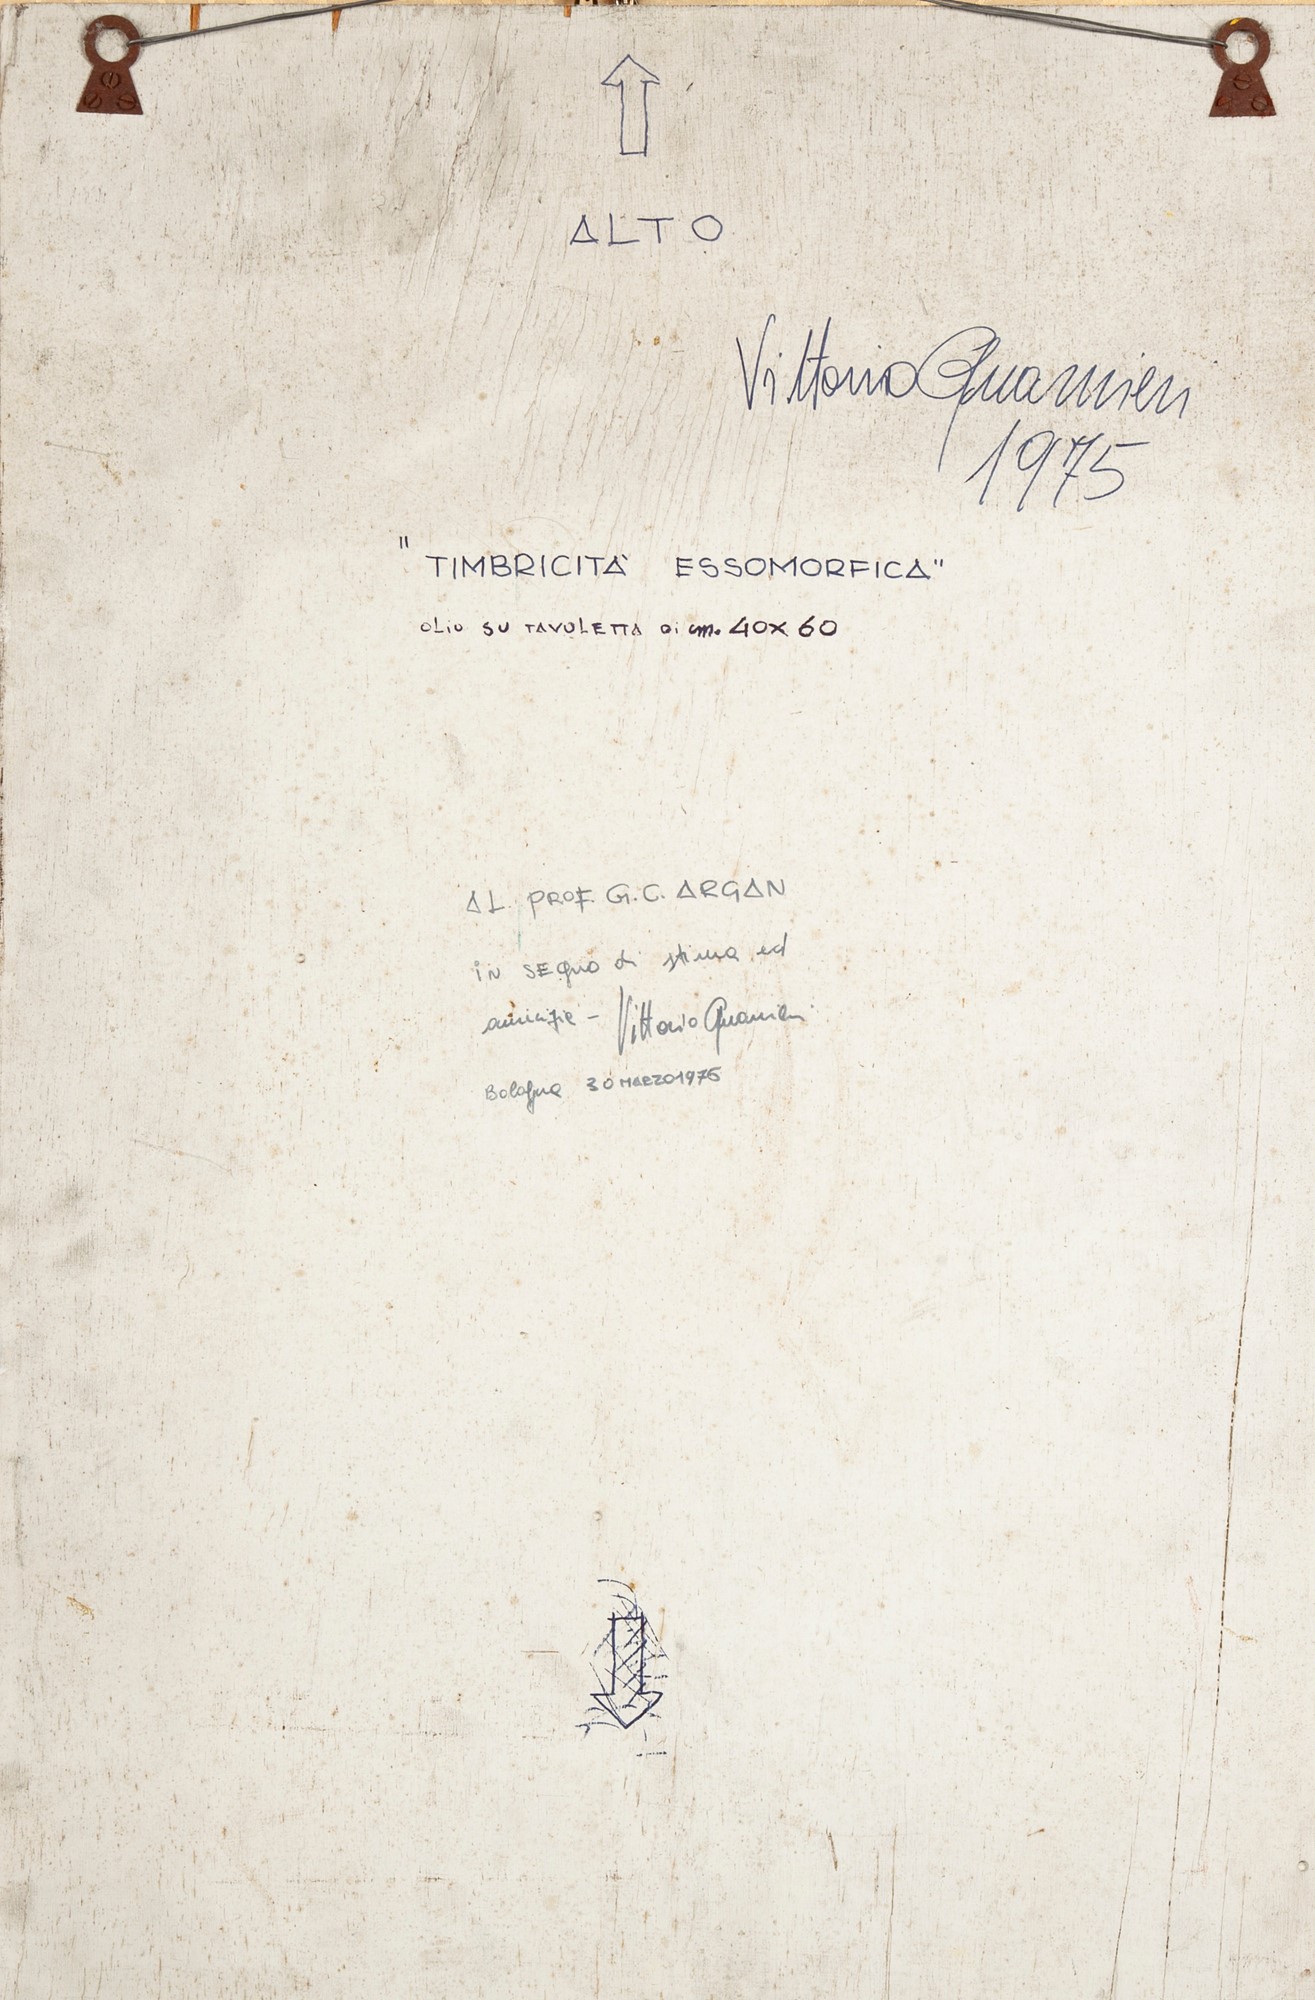 ALTO
Vittorio Guarnieri
1975
"TIMBRICITÀ ESSOMORFICA"
OLIO SU TAVOLETTA DI cm. 40X60
AL PROF. G.C. ARGAN
IN SEgno di stima ed
amicizia - Vittorio Guarnieri
Bologna 30 MARZO 1975